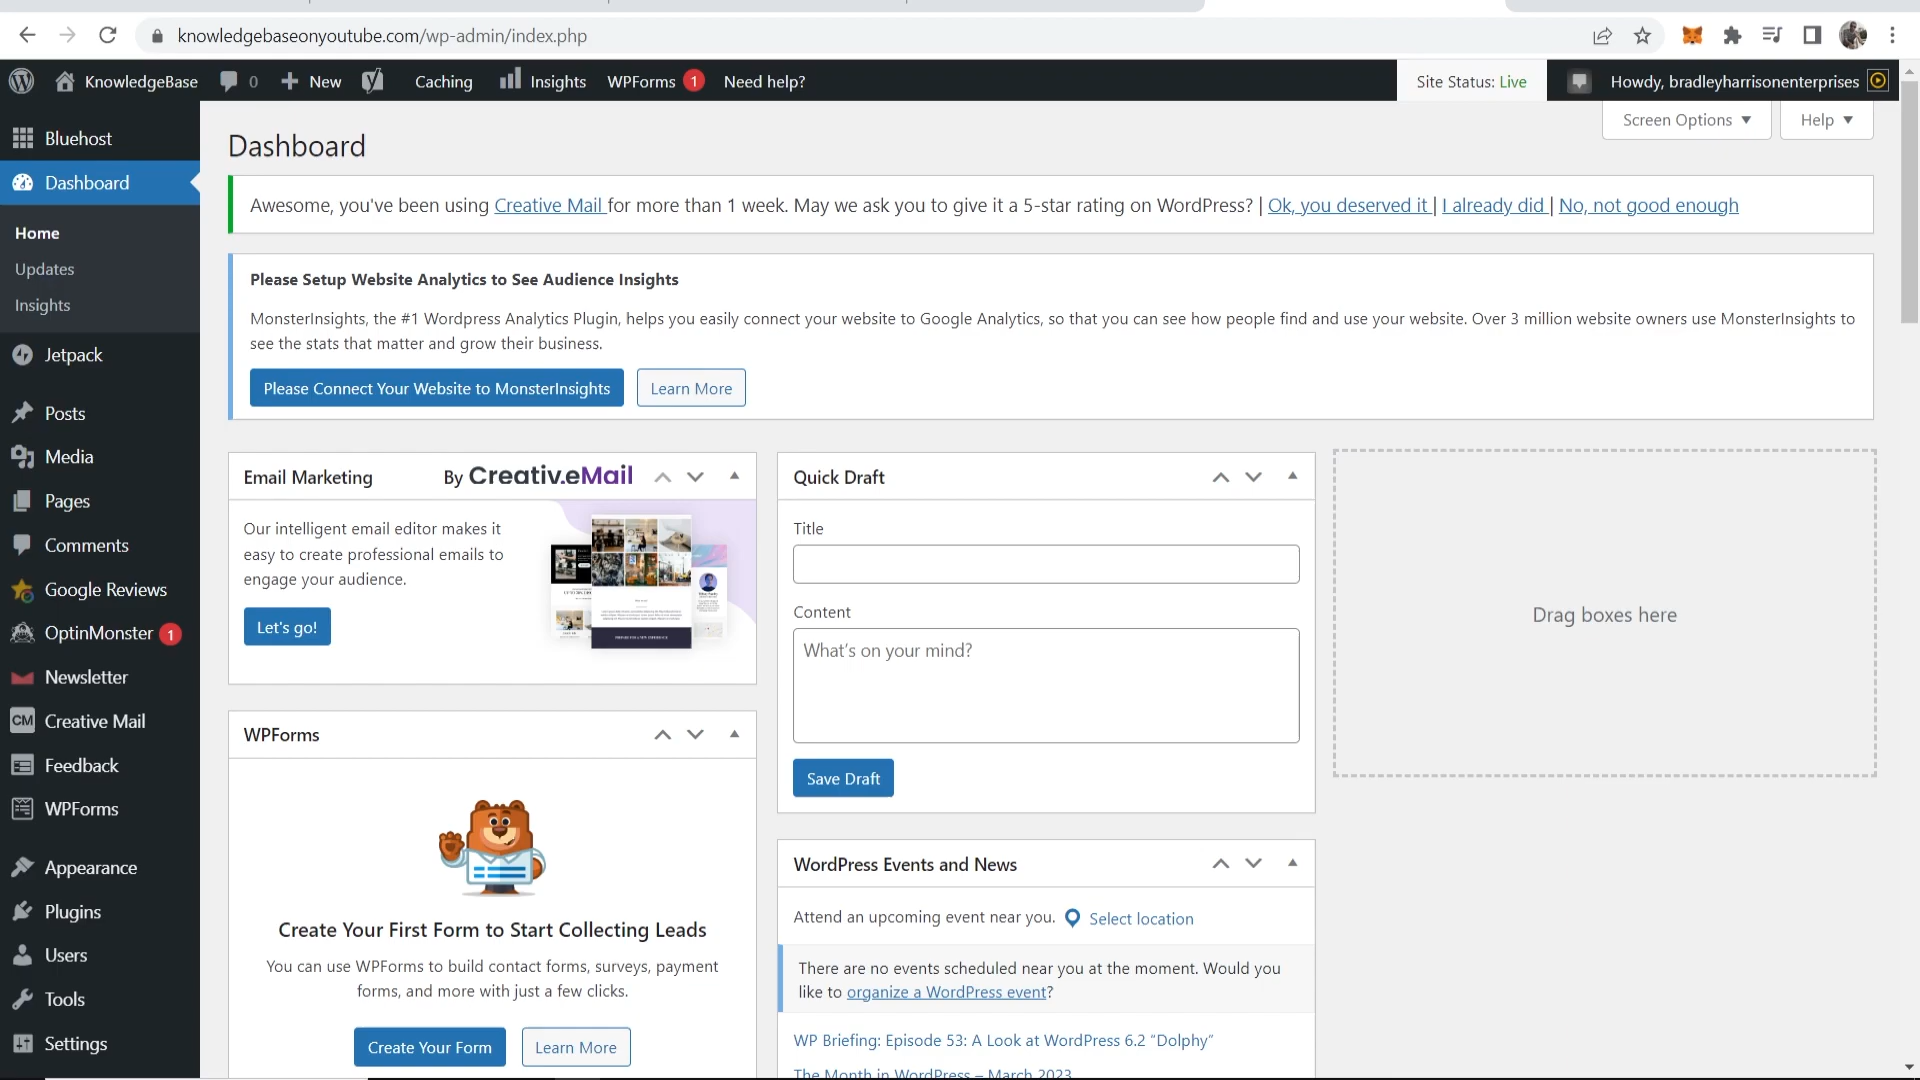 knowledgebaseonyoutube.com/wp-admin/index.php
KnowledgeBase 0 New Caching Insights WPForms 1 Need help? Site Status: Live Howdy, bradleyharrisonenterprises
Screen Options Help
Bluehost
Dashboard
Home
Updates
Insights
Jetpack
Posts
Media
Pages
Comments
Google Reviews
OptinMonster 1
Newsletter
CM Creative Mail
Feedback
WPForms
Appearance
Plugins
Users
Tools
Settings
Dashboard
Awesome, you've been using Creative Mail for more than 1 week. May we ask you to give it a 5-star rating on WordPress? | Ok, you deserved it | I already did | No, not good enough
Please Setup Website Analytics to See Audience Insights
MonsterInsights, the #1 Wordpress Analytics Plugin, helps you easily connect your website to Google Analytics, so that you can see how people find and use your website. Over 3 million website owners use MonsterInsights to
see the stats that matter and grow their business.
Please Connect Your Website to MonsterInsights Learn More
Email Marketing By Creativ.eMail
Our intelligent email editor makes it
easy to create professional emails to
engage your audience.
Let's go!
WPForms
Create Your First Form to Start Collecting Leads
You can use WPForms to build contact forms, surveys, payment
forms, and more with just a few clicks.
Create Your Form Learn More
Quick Draft
Title
Content
What's on your mind?
Save Draft
WordPress Events and News
Attend an upcoming event near you. Select location
There are no events scheduled near you at the moment. Would you
like to organize a WordPress event?
WP Briefing: Episode 53: A Look at WordPress 6.2 “Dolphy”
The Month in WordPress – March 2023
Drag boxes here